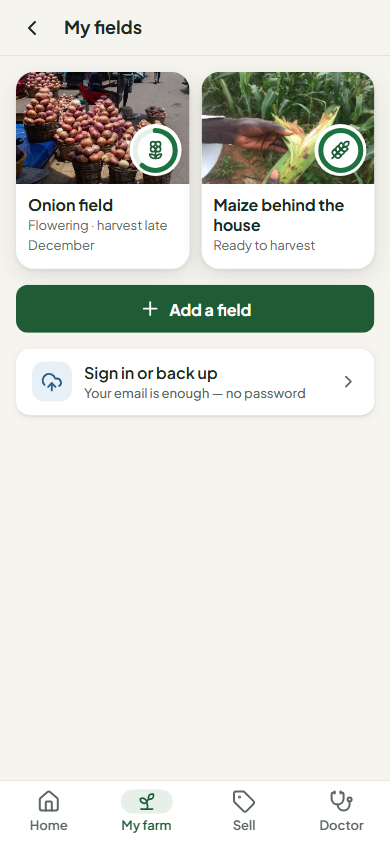 My fields
Onion field
Flowering · harvest late
December
Maize behind the
house
Ready to harvest
Add a field
Sign in or back up
Your email is enough — no password
Home
My farm
Sell
Doctor